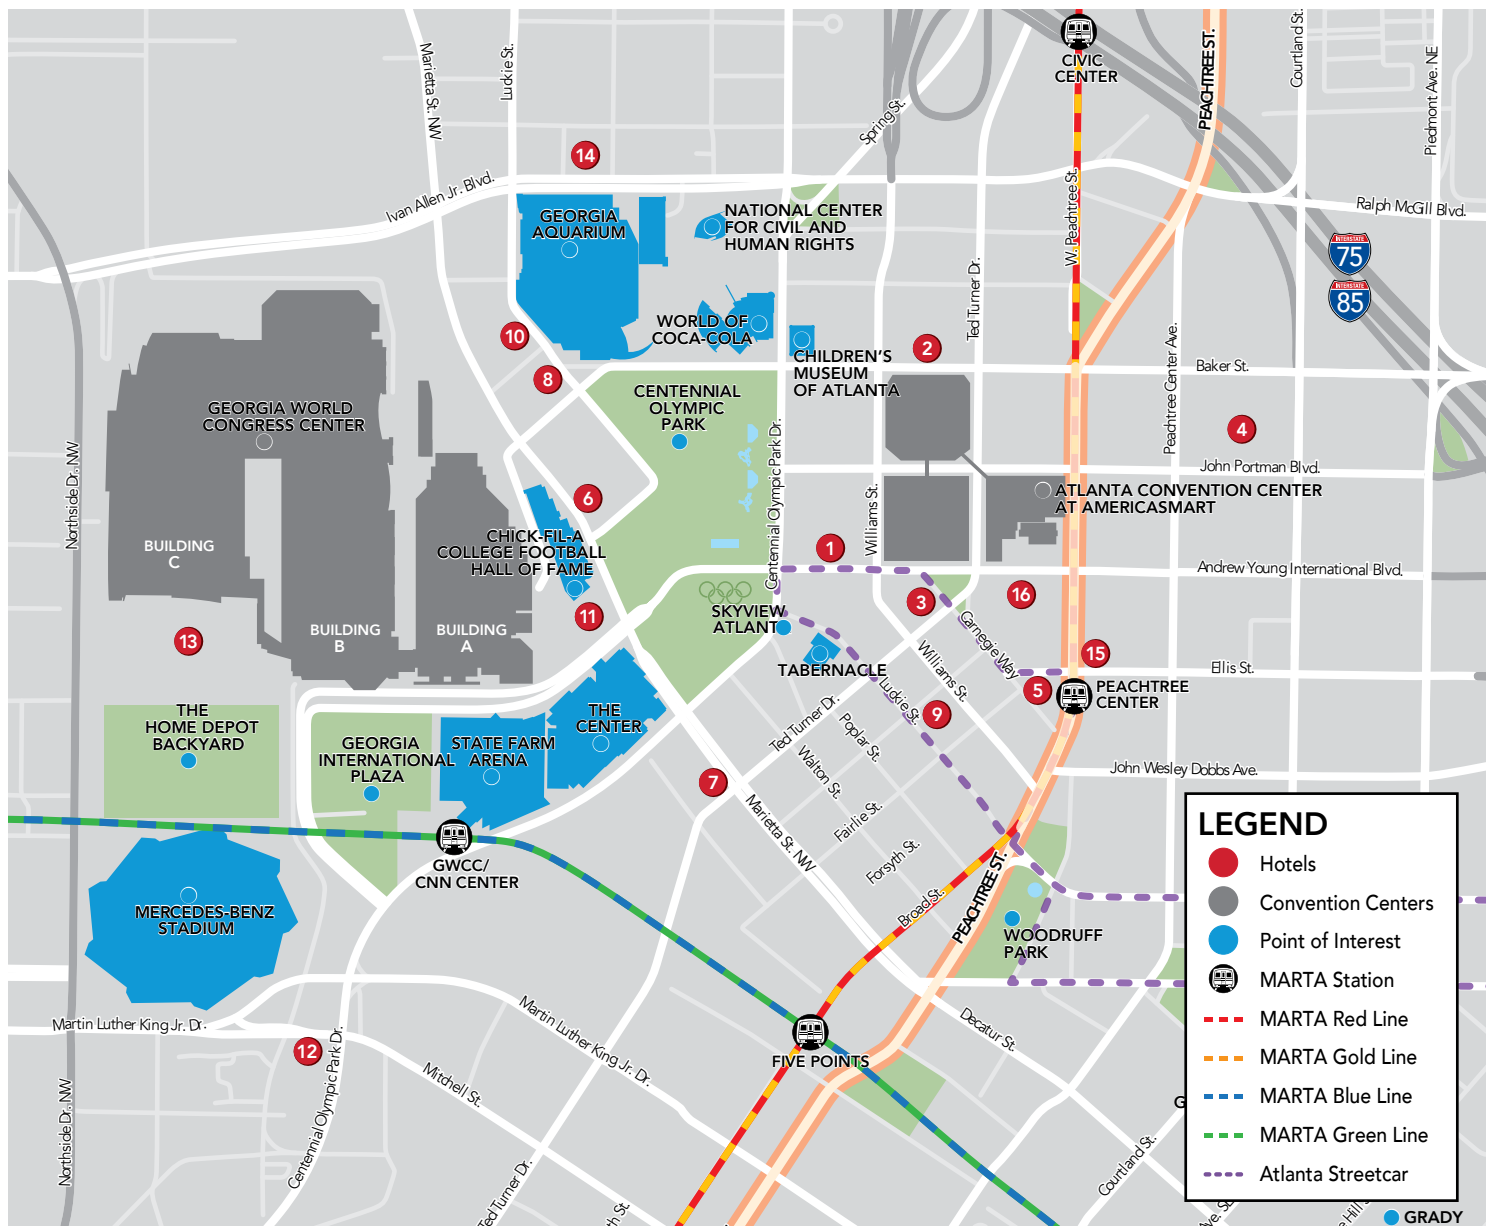 Marietta St. NW
Luckie St.
CIVIC
CENTER
PEACHTREE ST.
Courtland St.
Piedmont Ave. NE
Spring St.
14
Ivan Allen Jr. Blvd.
GEORGIA
AQUARIUM
NATIONAL CENTER
FOR CIVIL AND
HUMAN RIGHTS
W. Peachtree St.
Ralph McGill Blvd.
INTERSTATE
75
INTERSTATE
85
Ted Turner Dr.
WORLD OF
COCA-COLA
10
2
CHILDREN'S
MUSEUM
OF ATLANTA
Peachtree Center Ave.
Baker St.
8
CENTENNIAL
OLYMPIC
PARK
GEORGIA WORLD
CONGRESS CENTER
4
Northside Dr. NW
Centennial Olympic Park Dr.
John Portman Blvd.
6
Williams St.
ATLANTA CONVENTION CENTER
AT AMERICASMART
CHICK-FIL-A
COLLEGE FOOTBALL
HALL OF FAME
BUILDING
C
1
Andrew Young International Blvd.
11
SKYVIEW
ATLANT
3
16
BUILDING
B
BUILDING
A
13
Carnegie Way
TABERNACLE
Williams St.
15
Ellis St.
5
PEACHTREE
CENTER
Luckie St.
9
THE
HOME DEPOT
BACKYARD
GEORGIA
INTERNATIONAL
PLAZA
STATE FARM
ARENA
THE
CENTER
Ted Turner Dr.
Poplar St.
Walton St.
John Wesley Dobbs Ave.
7
Marietta St. NW
Fairlie St.
Forsyth St.
Broad St.
PEACHTREE ST.
GWCC/
CNN CENTER
MERCEDES-BENZ
STADIUM
WOODRUFF
PARK
Martin Luther King Jr. Dr.
12
Centennial Olympic Park Dr.
Northside Dr. NW
Martin Luther King Jr. Dr.
Mitchell St.
FIVE POINTS
Decatur St.
Ted Turner Dr.
th St.
Courtland St.
G
LEGEND
Hotels
Convention Centers
Point of Interest
MARTA Station
MARTA Red Line
MARTA Gold Line
MARTA Blue Line
MARTA Green Line
Atlanta Streetcar
GRADY